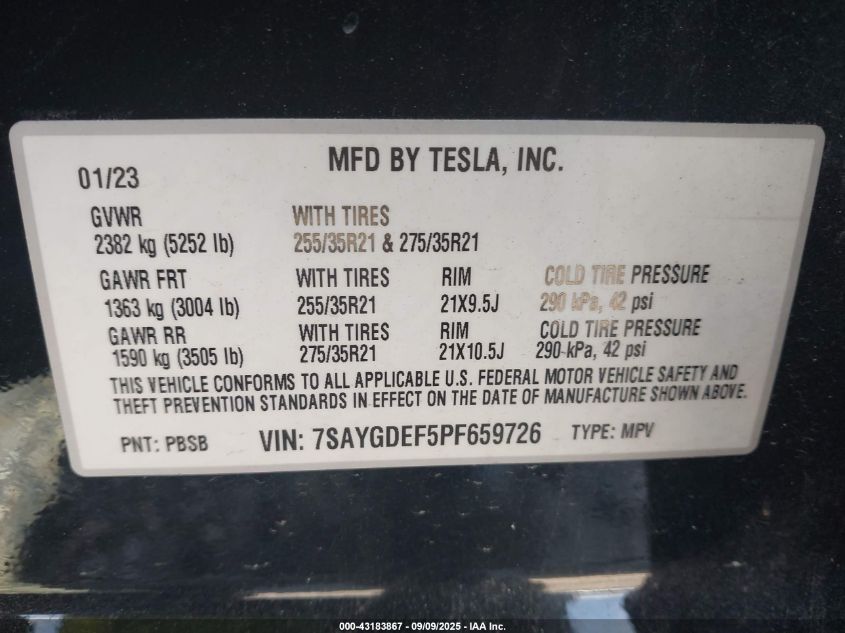 MFD BY TESLA, INC.
01/23
GVWR WITH TIRES
2382 kg (5252 lb) 255/35R21 & 275/35R21
GAWR FRT WITH TIRES RIM COLD TIRE PRESSURE
1363 kg (3004 lb) 255/35R21 21X9.5J 290 kPa, 42 psi
GAWR RR WITH TIRES RIM COLD TIRE PRESSURE
1590 kg (3505 lb) 275/35R21 21X10.5J 290 kPa, 42 psi
THIS VEHICLE CONFORMS TO ALL APPLICABLE U.S. FEDERAL MOTOR VEHICLE SAFETY AND
THEFT PREVENTION STANDARDS IN EFFECT ON THE DATE OF MANUFACTURE SHOWN ABOVE.
PNT: PBSB VIN: 7SAYGDEF5PF659726 TYPE: MPV
000-43183867 - 09/09/2025 - IAA Inc.